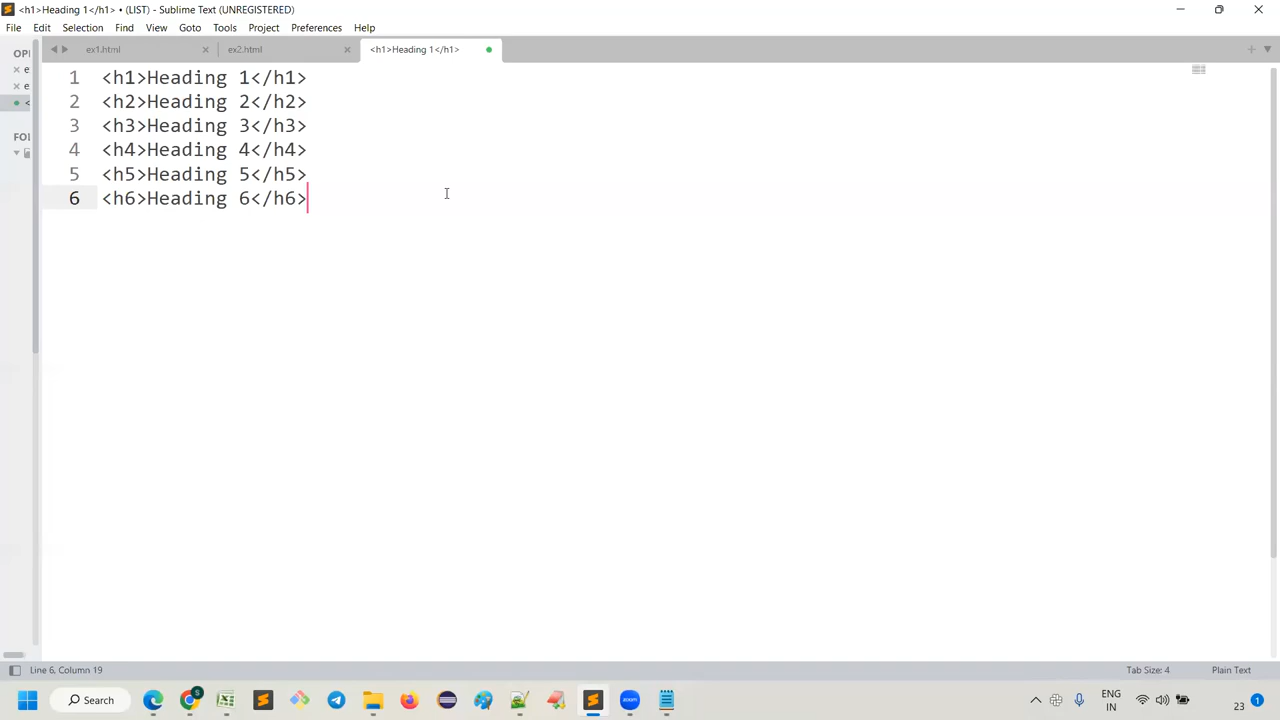 <h1>Heading 1</h1> • (LIST) - Sublime Text (UNREGISTERED)
File Edit Selection Find View Goto Tools Project Preferences Help
ex1.html ex2.html <h1>Heading 1</h1>
1 <h1>Heading 1</h1>
2 <h2>Heading 2</h2>
3 <h3>Heading 3</h3>
4 <h4>Heading 4</h4>
5 <h5>Heading 5</h5>
6 <h6>Heading 6</h6>
Line 6, Column 19 Tab Size: 4 Plain Text
Search
ENG
IN
23
1